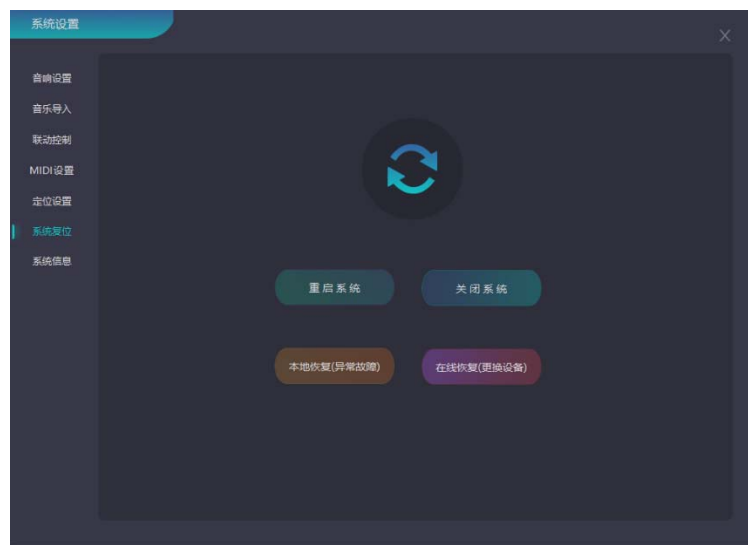 系统设置
X
音响设置
音乐导入
联动控制
MIDI设置
定位设置
系统复位
系统信息
重启系统
关闭系统
本地恢复(异常故障)
在线恢复(更换设备)